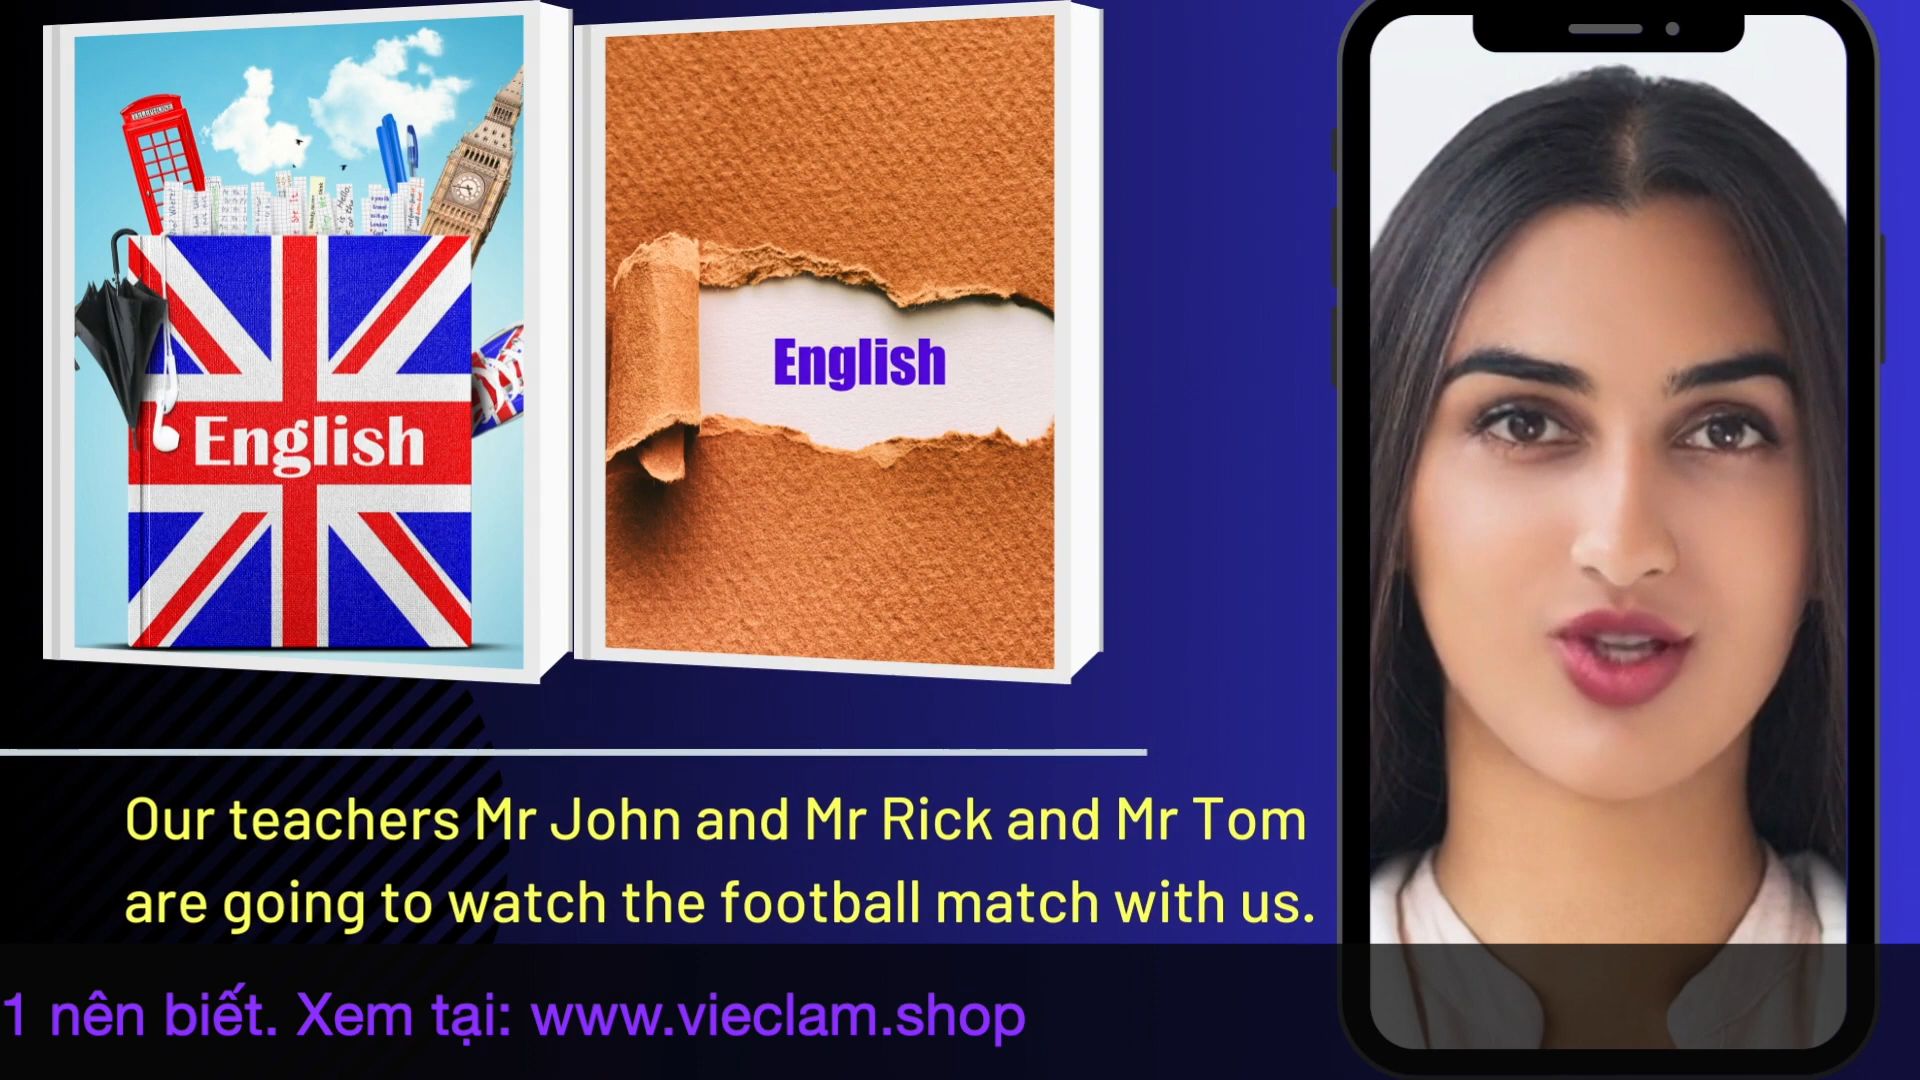 TELEPHONE
English
English
Our teachers Mr John and Mr Rick and Mr Tom
are going to watch the football match with us.
1 nên biết. Xem tại: www.vieclam.shop